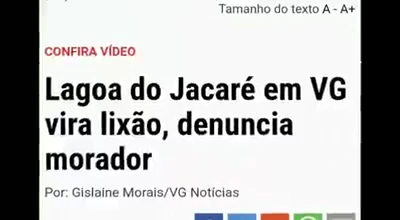 Tamanho do texto A - A+
CONFIRA VÍDEO
Lagoa do Jacaré em VG
vira lixão, denuncia
morador
Por: Gislaine Morais/VG Notícias